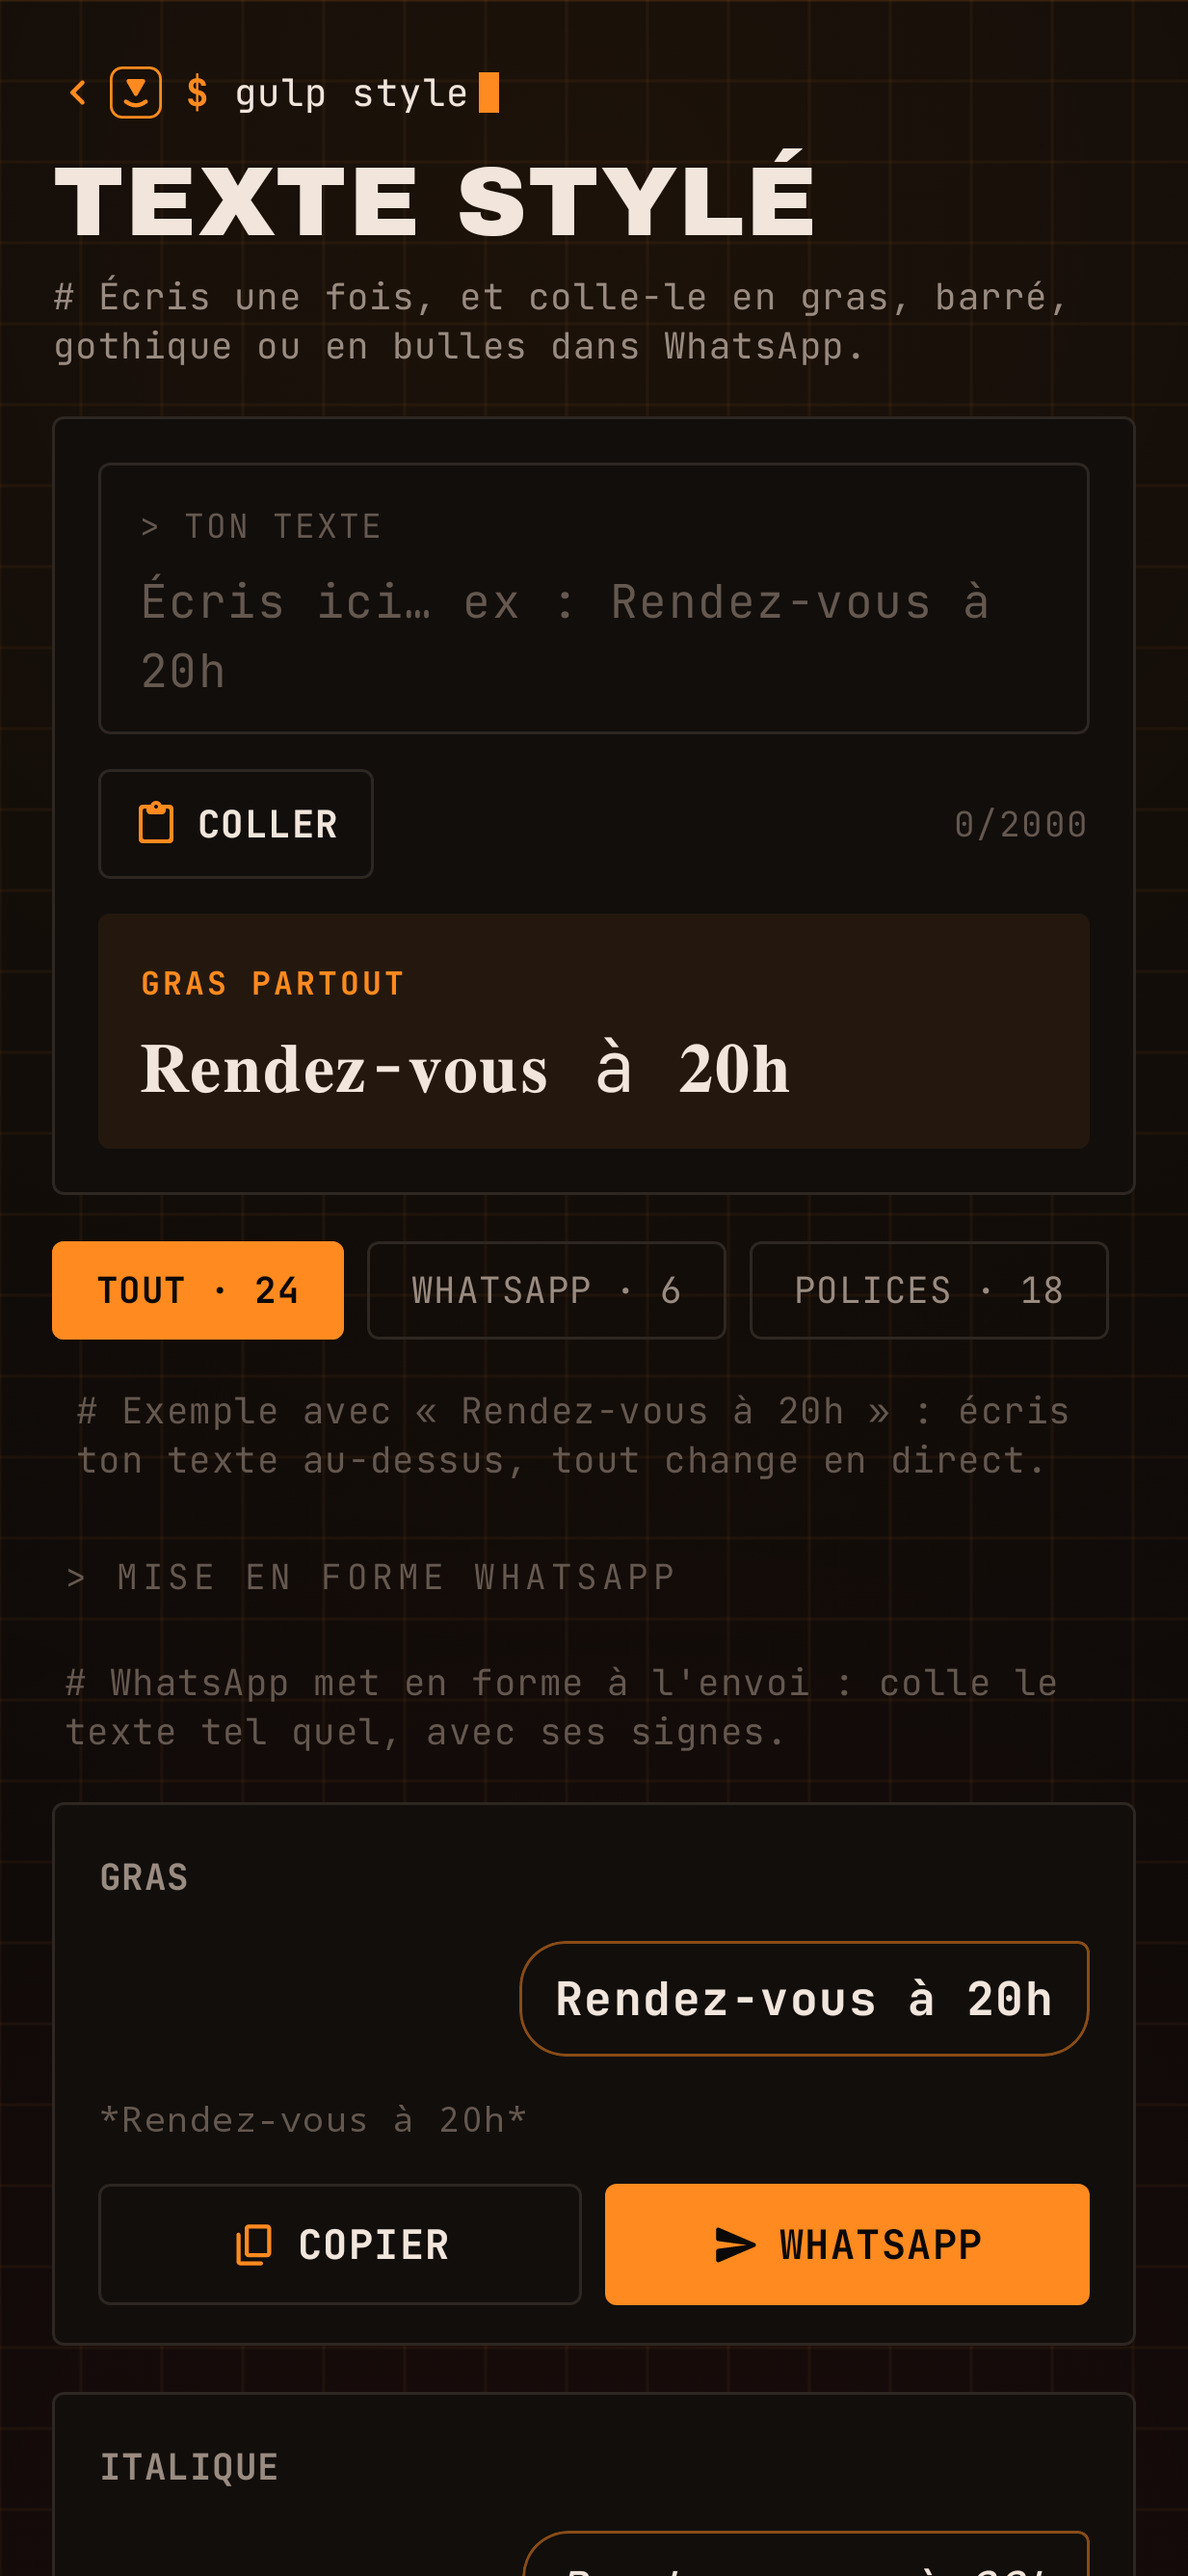 $ gulp style
TEXTE STYLÉ
# Écris une fois, et colle-le en gras, barré,
gothique ou en bulles dans WhatsApp.
> TON TEXTE
Écris ici… ex : Rendez-vous à
20h
COLLER
0/2000
GRAS PARTOUT
𝐑𝐞𝐧𝐝𝐞𝐳-𝐯𝐨𝐮𝐬 à 𝟐𝟎𝐡
TOUT · 24
WHATSAPP · 6
POLICES · 18
# Exemple avec « Rendez-vous à 20h » : écris
ton texte au-dessus, tout change en direct.
> MISE EN FORME WHATSAPP
# WhatsApp met en forme à l'envoi : colle le
texte tel quel, avec ses signes.
GRAS
Rendez-vous à 20h
*Rendez-vous à 20h*
COPIER
WHATSAPP
ITALIQUE